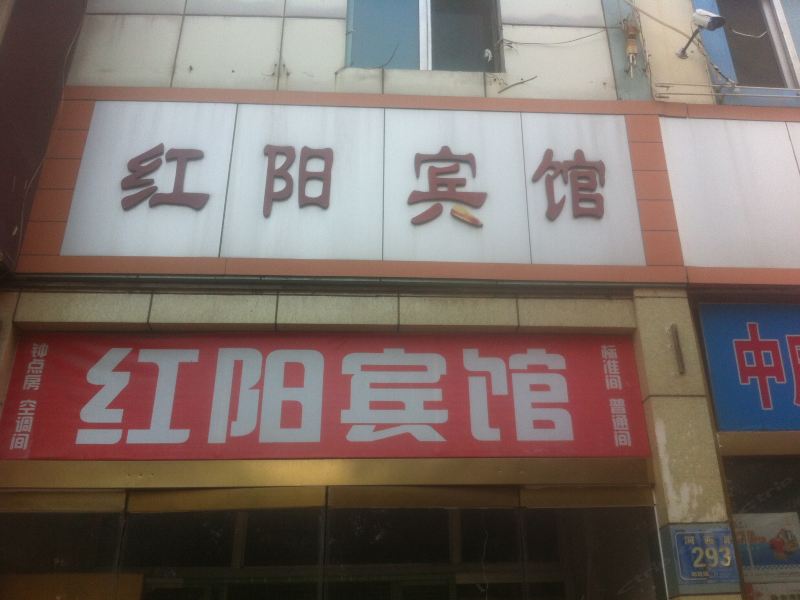 红阳宾馆
钟点房 空调间
红阳宾馆
标准间 普通间
中
293